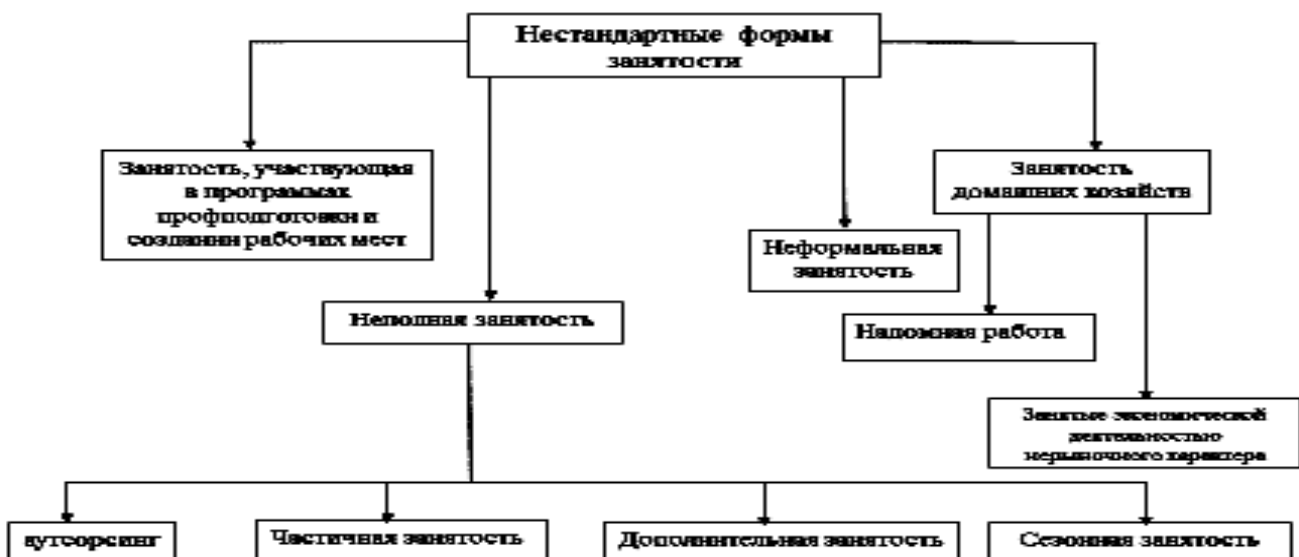 Нестандартные формы
занятости
Занятость, участвующая
в программах
профподготовки и
создании рабочих мест
Занятость
домашних хозяйств
Неформальная
занятость
Неполная занятость
Надомная работа
Занятые экономической
деятельностью
нерыночного характера
аутсорсинг
Частичная занятость
Дополнительная занятость
Сезонная занятость